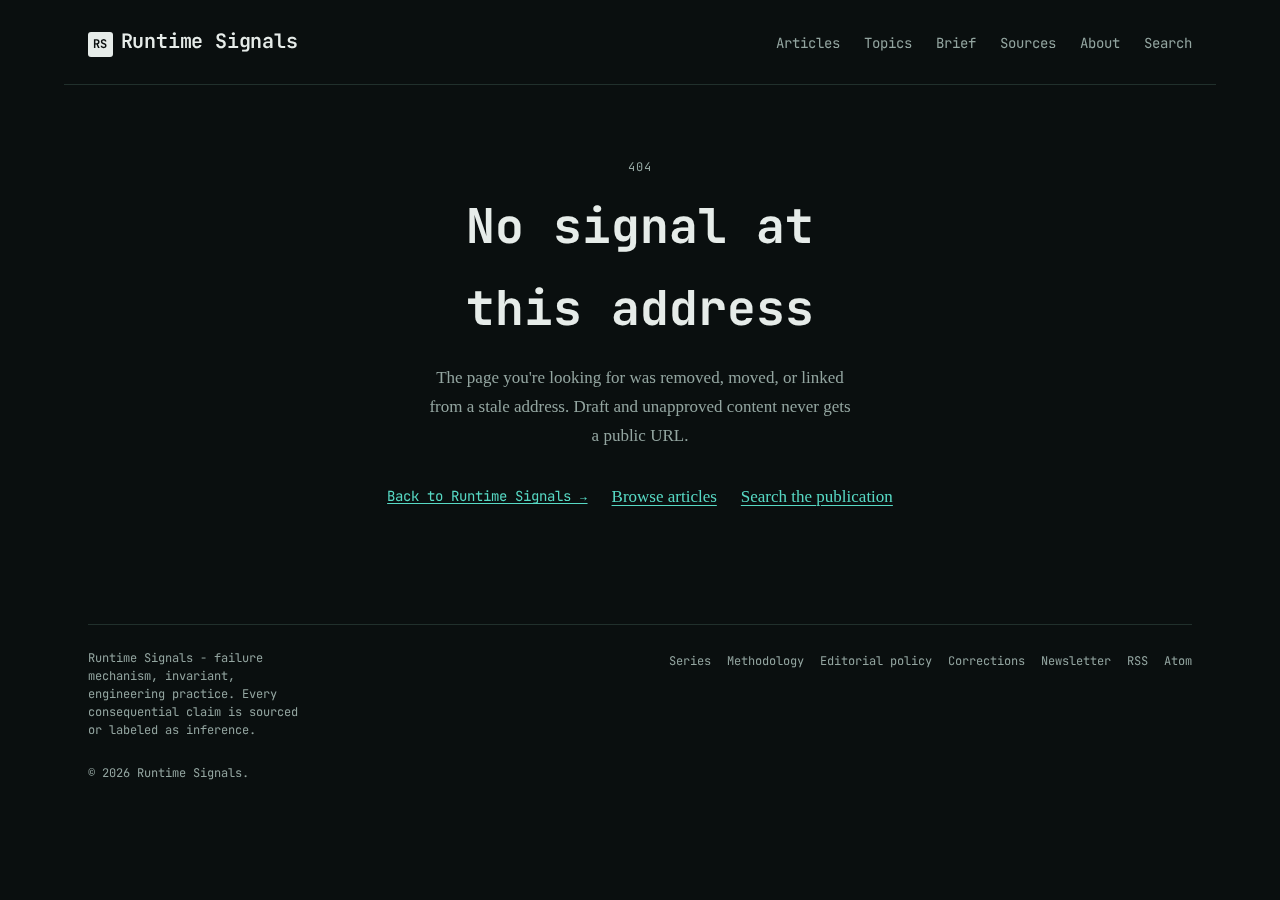 RS Runtime Signals
Articles Topics Brief Sources About Search
404
No signal at
this address
The page you're looking for was removed, moved, or linked
from a stale address. Draft and unapproved content never gets
a public URL.
Back to Runtime Signals → Browse articles Search the publication
Runtime Signals - failure
mechanism, invariant,
engineering practice. Every
consequential claim is sourced
or labeled as inference.
Series Methodology Editorial policy Corrections Newsletter RSS Atom
© 2026 Runtime Signals.